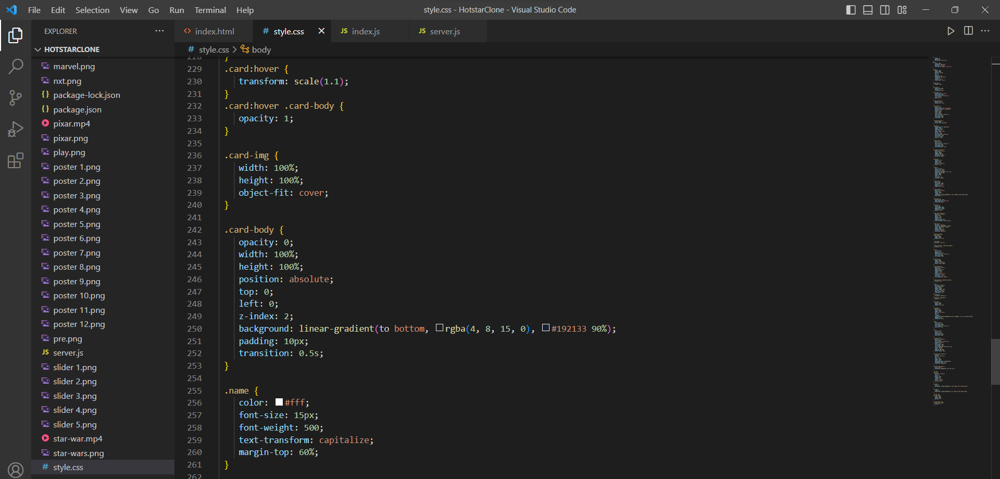 File Edit Selection View Go Run Terminal Help
style.css - HotstarClone - Visual Studio Code
EXPLORER
HOTSTARCLONE
marvel.png
nxt.png
{} package-lock.json
{} package.json
pixar.mp4
pixar.png
play.png
poster 1.png
poster 2.png
poster 3.png
poster 4.png
poster 5.png
poster 6.png
poster 7.png
poster 8.png
poster 9.png
poster 10.png
poster 11.png
poster 12.png
pre.png
JS server.js
slider 1.png
slider 2.png
slider 3.png
slider 4.png
slider 5.png
star-war.mp4
star-wars.png
# style.css
<> index.html # style.css JS index.js JS server.js
# style.css > body
228 }
229 .card:hover {
230 transform: scale(1.1);
231 }
232 .card:hover .card-body {
233 opacity: 1;
234 }
235
236 .card-img {
237 width: 100%;
238 height: 100%;
239 object-fit: cover;
240 }
241
242 .card-body {
243 opacity: 0;
244 width: 100%;
245 height: 100%;
246 position: absolute;
247 top: 0;
248 left: 0;
249 z-index: 2;
250 background: linear-gradient(to bottom, rgba(4, 8, 15, 0), #192133 90%);
251 padding: 10px;
252 transition: 0.5s;
253 }
254
255 .name {
256 color: #fff;
257 font-size: 15px;
258 font-weight: 500;
259 text-transform: capitalize;
260 margin-top: 60%;
261 }
262